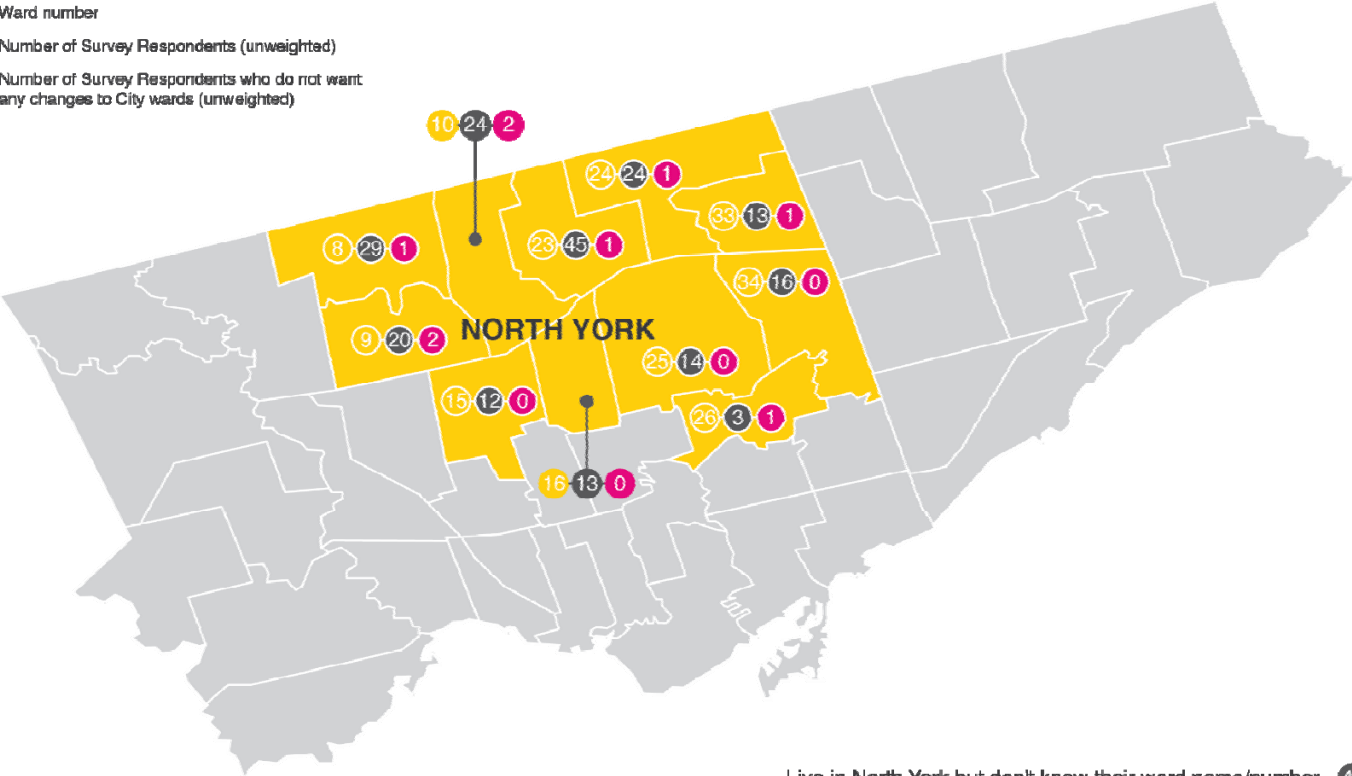 Ward number
Number of Survey Respondents (unweighted)
Number of Survey Respondents who do not want
any changes to City wards (unweighted)
10 24 2
24 24 1
33 13 1
8 29 1
23 45 1
34 16 0
NORTH YORK
9 20 2
25 14 0
15 12 0
26 3 1
16 13 0
Live in North York but don't know their ward name/number